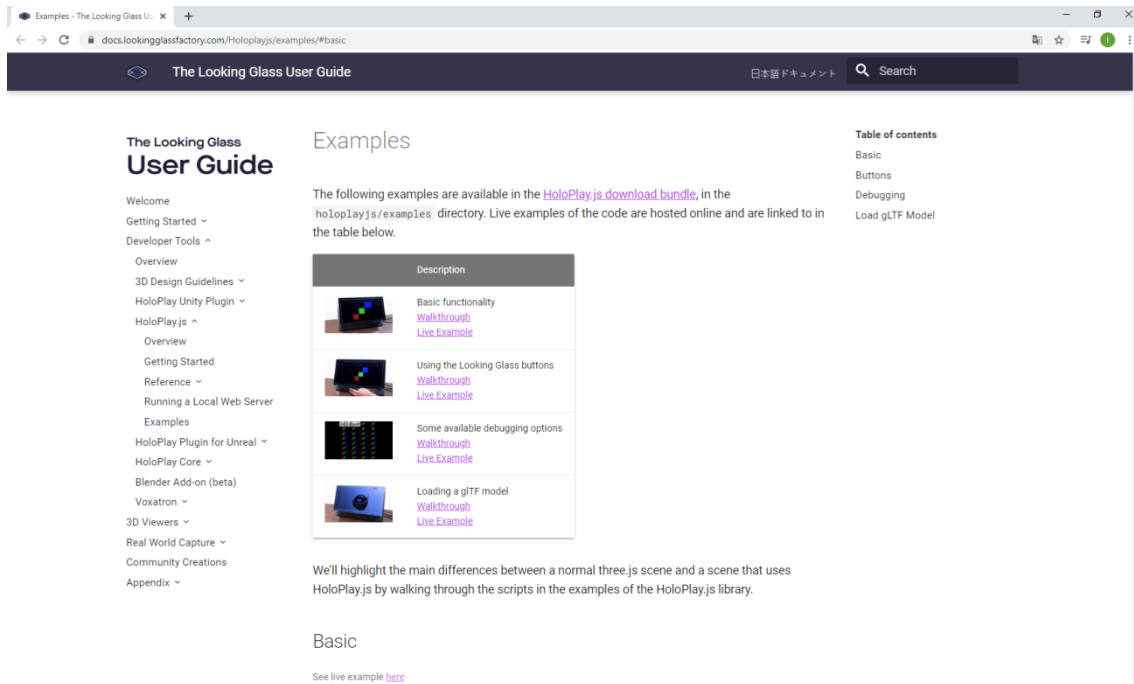 Examples - The Looking Glass Us
docs.lookingglassfactory.com/Holoplayjs/examples/#basic
The Looking Glass User Guide
日本語ドキュメント
Search
The Looking Glass
User Guide
Welcome
Getting Started
Developer Tools
Overview
3D Design Guidelines
HoloPlay Unity Plugin
HoloPlay.js
Overview
Getting Started
Reference
Running a Local Web Server
Examples
HoloPlay Plugin for Unreal
HoloPlay Core
Blender Add-on (beta)
Voxatron
3D Viewers
Real World Capture
Community Creations
Appendix
Examples
The following examples are available in the HoloPlay.js download bundle, in the
holoplayjs/examples directory. Live examples of the code are hosted online and are linked to in
the table below.
Description
Basic functionality
Walkthrough
Live Example
Using the Looking Glass buttons
Walkthrough
Live Example
Some available debugging options
Walkthrough
Live Example
Loading a glTF model
Walkthrough
Live Example
We'll highlight the main differences between a normal three.js scene and a scene that uses
HoloPlay.js by walking through the scripts in the examples of the HoloPlay.js library.
Basic
See live example here
Table of contents
Basic
Buttons
Debugging
Load gLTF Model